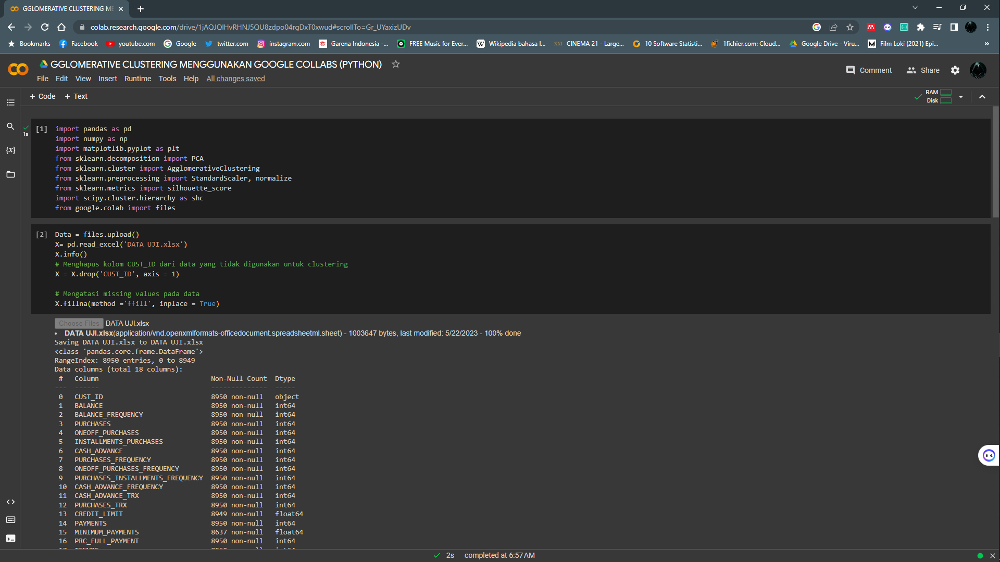 GGLOMERATIVE CLUSTERING ME
colab.research.google.com/drive/1jAQJQIHvRHNJ5QU8zdpo04rgDxT0xwud#scrollTo=Gr_UYaxizUDv
Bookmarks Facebook youtube.com Google twitter.com instagram.com Garena Indonesia -... FREE Music for Ever... Wikipedia bahasa I... CINEMA 21 - Large... 10 Software Statisti... 1fichier.com: Cloud... Google Drive - Viru... Film Loki (2021) Epi... »
GGLOMERATIVE CLUSTERING MENGGUNAKAN GOOGLE COLLABS (PYTHON)
Comment Share
File Edit View Insert Runtime Tools Help All changes saved
+ Code + Text
RAM
Disk
[1] import pandas as pd
1s
import numpy as np
import matplotlib.pyplot as plt
from sklearn.decomposition import PCA
from sklearn.cluster import AgglomerativeClustering
from sklearn.preprocessing import StandardScaler, normalize
from sklearn.metrics import silhouette_score
import scipy.cluster.hierarchy as shc
from google.colab import files
[2] Data = files.upload()
X= pd.read_excel('DATA UJI.xlsx')
X.info()
# Menghapus kolom CUST_ID dari data yang tidak digunakan untuk clustering
X = X.drop('CUST_ID', axis = 1)
# Mengatasi missing values pada data
X.fillna(method ='ffill', inplace = True)
Choose Files DATA UJI.xlsx
• DATA UJI.xlsx(application/vnd.openxmlformats-officedocument.spreadsheetml.sheet) - 1003647 bytes, last modified: 5/22/2023 - 100% done
Saving DATA UJI.xlsx to DATA UJI.xlsx
<class 'pandas.core.frame.DataFrame'>
RangeIndex: 8950 entries, 0 to 8949
Data columns (total 18 columns):
# Column Non-Null Count Dtype
--- ------ -------------- -----
0 CUST_ID 8950 non-null object
1 BALANCE 8950 non-null int64
2 BALANCE_FREQUENCY 8950 non-null int64
3 PURCHASES 8950 non-null int64
4 ONEOFF_PURCHASES 8950 non-null int64
5 INSTALLMENTS_PURCHASES 8950 non-null int64
6 CASH_ADVANCE 8950 non-null int64
7 PURCHASES_FREQUENCY 8950 non-null int64
8 ONEOFF_PURCHASES_FREQUENCY 8950 non-null int64
9 PURCHASES_INSTALLMENTS_FREQUENCY 8950 non-null int64
10 CASH_ADVANCE_FREQUENCY 8950 non-null int64
11 CASH_ADVANCE_TRX 8950 non-null int64
12 PURCHASES_TRX 8950 non-null int64
13 CREDIT_LIMIT 8949 non-null float64
14 PAYMENTS 8950 non-null int64
15 MINIMUM_PAYMENTS 8637 non-null float64
16 PRC_FULL_PAYMENT 8950 non-null int64
2s completed at 6:57 AM